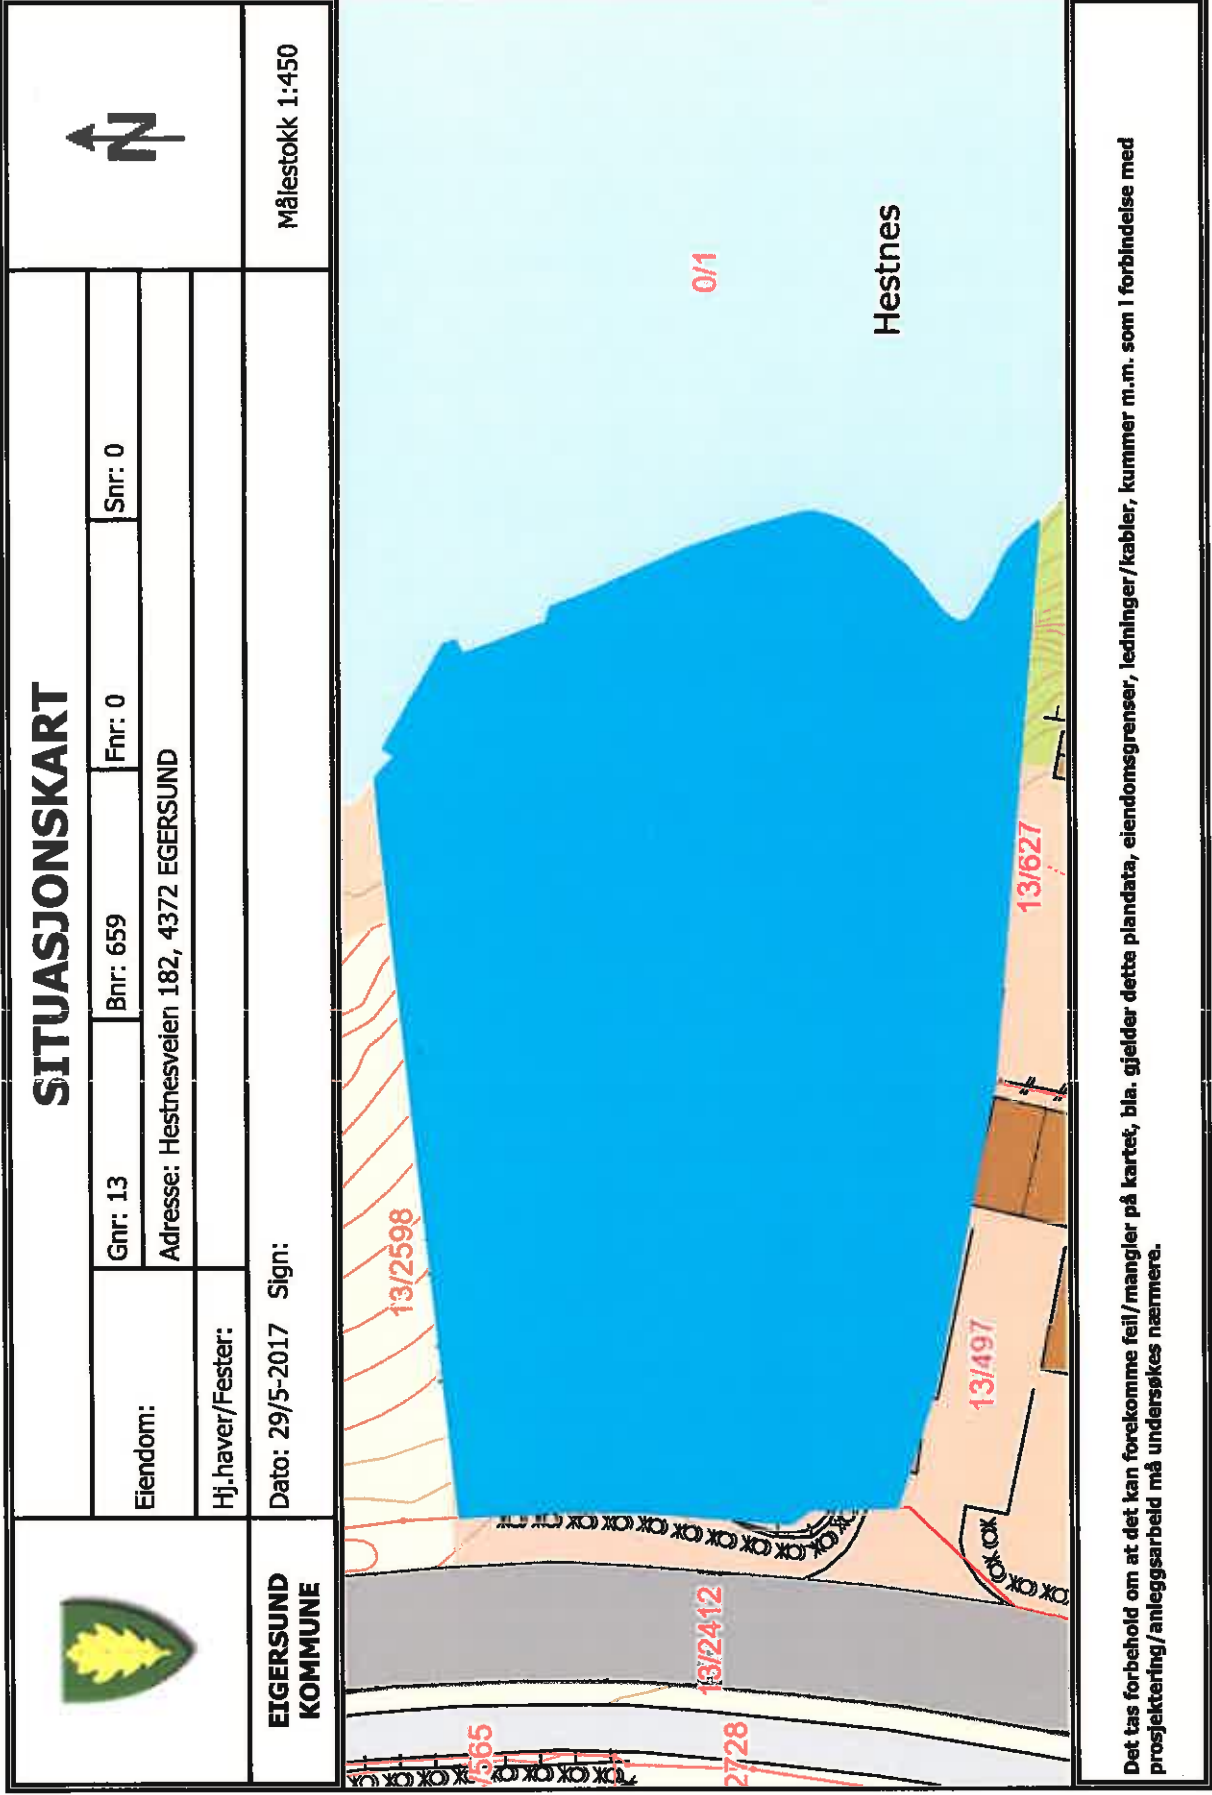 SITUASJONSKART
N
Eiendom:
Gnr: 13
Bnr: 659
Fnr: 0
Snr: 0
Adresse: Hestnesveien 182, 4372 EGERSUND
Hj.haver/Fester:
EIGERSUND
KOMMUNE
Dato: 29/5-2017 Sign:
Målestokk 1:450
13/2598
0/1
Hestnes
13/627
13/497
13/2412
/565
2728
Det tas forbehold om at det kan forekomme feil/mangler på kartet, bla. gjelder dette plandata, eiendomsgrenser, ledninger/kabler, kummer m.m. som i forbindelse med
prosjektering/anleggsarbeid må undersøkes nærmere.